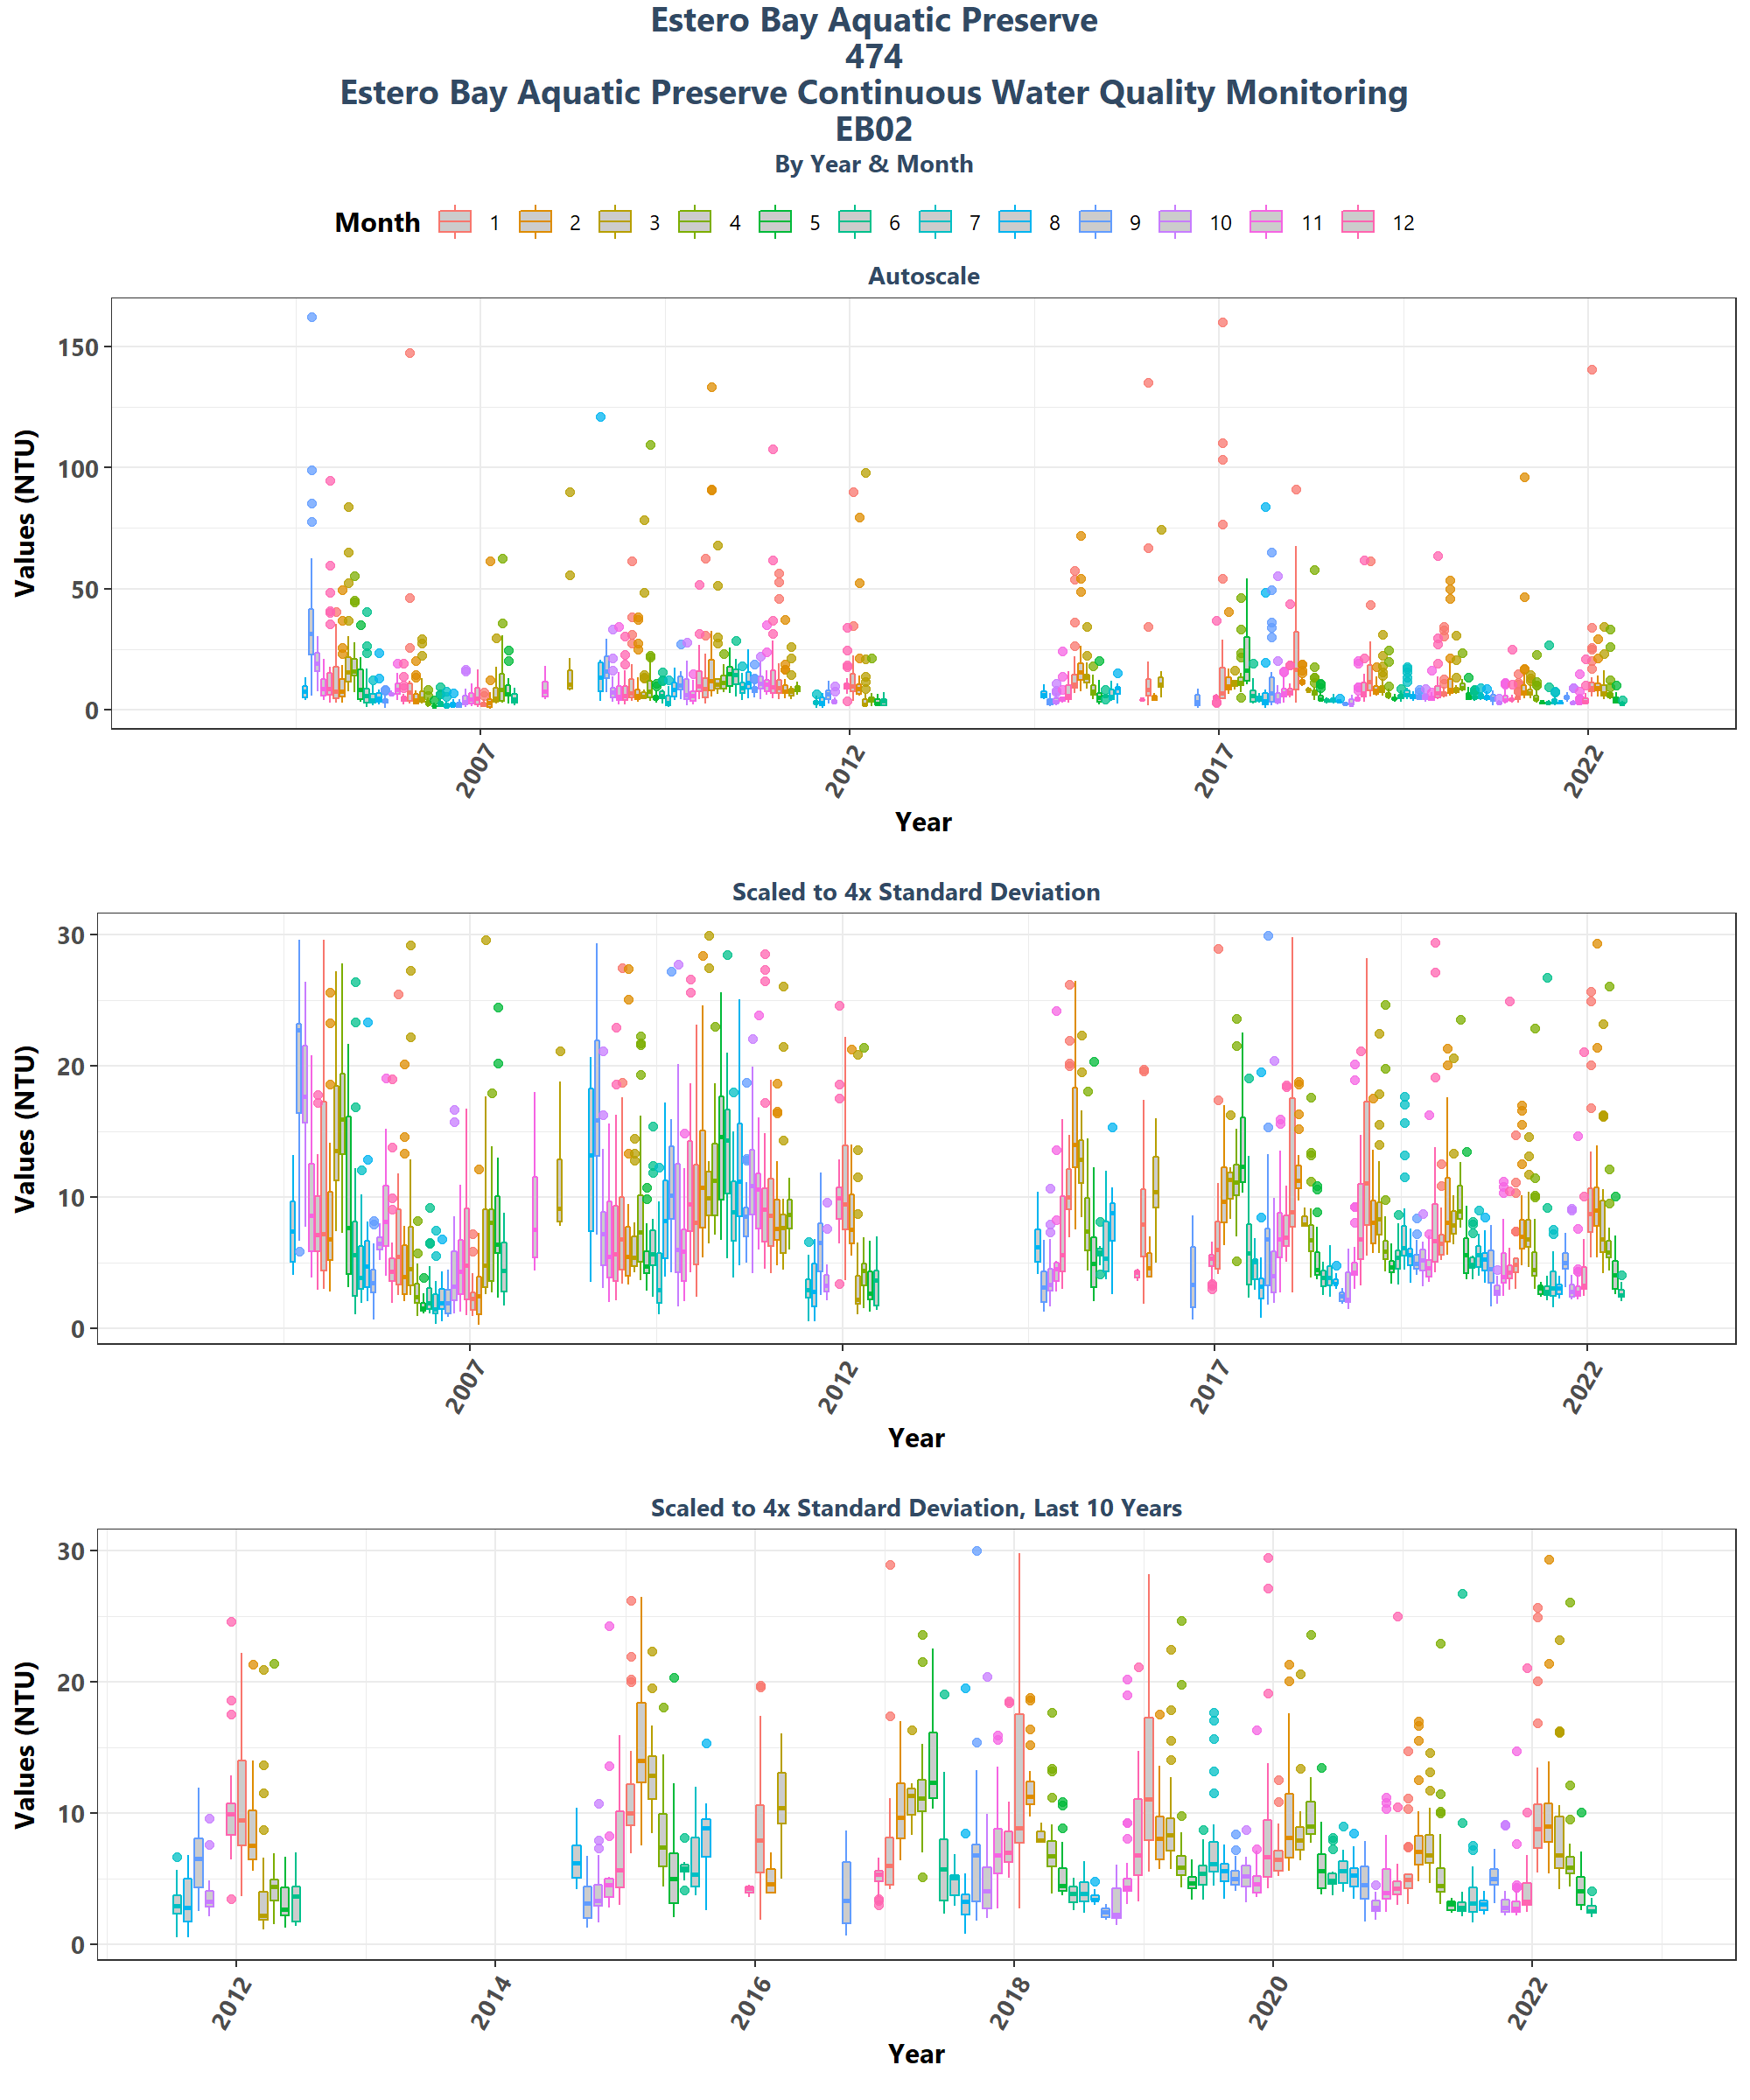 Estero Bay Aquatic Preserve
474
Estero Bay Aquatic Preserve Continuous Water Quality Monitoring
EB02
By Year & Month
Month 1 2 3 4 5 6 7 8 9 10 11 12
Autoscale
Values (NTU)
150
100
50
0
2007 2012 2017 2022
Year
Scaled to 4x Standard Deviation
Values (NTU)
30
20
10
0
2007 2012 2017 2022
Year
Scaled to 4x Standard Deviation, Last 10 Years
Values (NTU)
30
20
10
0
2012 2014 2016 2018 2020 2022
Year